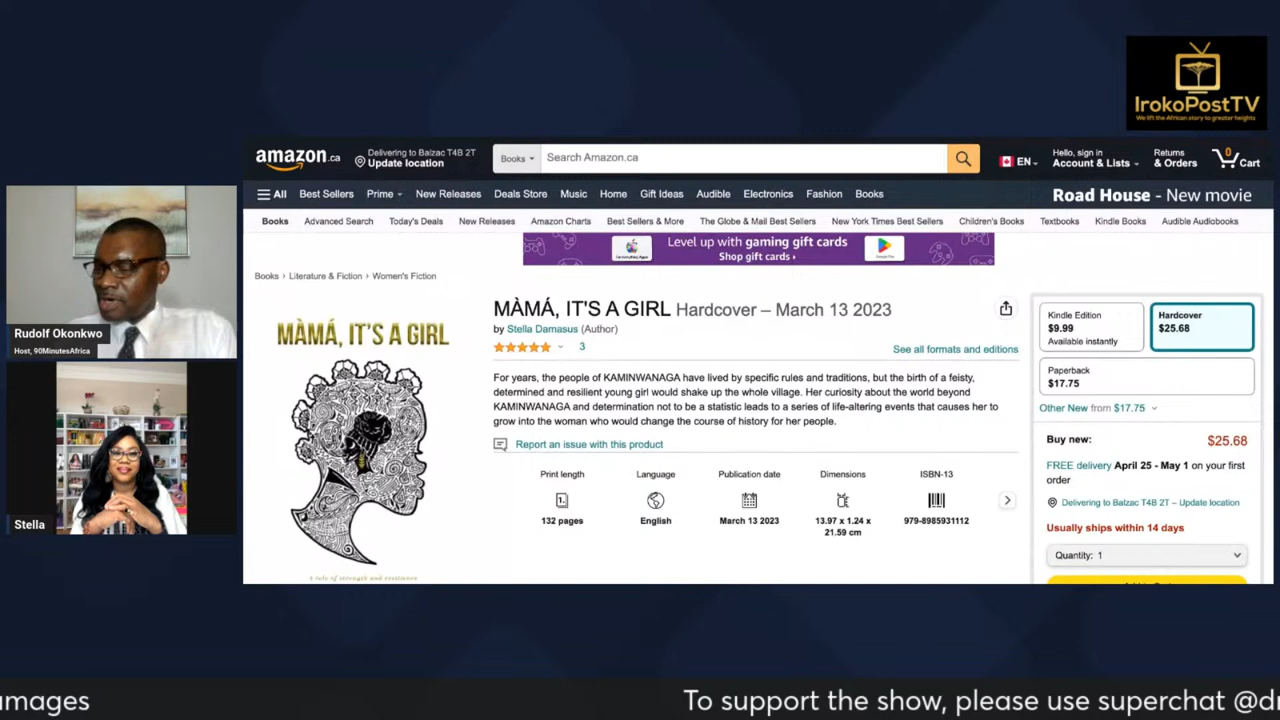 IrokoPostTV
We lift the African story to greater heights
amazon.ca
Delivering to Balzac T4B 2T
Update location
Books
Search Amazon.ca
EN
Hello, sign in
Account & Lists
Returns
& Orders
0
Cart
All
Best Sellers
Prime
New Releases
Deals Store
Music
Home
Gift Ideas
Audible
Electronics
Fashion
Books
Road House - New movie
Books
Advanced Search
Today's Deals
New Releases
Amazon Charts
Best Sellers & More
The Globe & Mail Best Sellers
New York Times Best Sellers
Children's Books
Textbooks
Kindle Books
Audible Audiobooks
Level up with gaming gift cards
Shop gift cards ›
Books › Literature & Fiction › Women's Fiction
MÀMÁ, IT'S A GIRL
A tale of strength and resilience
MÀMÁ, IT'S A GIRL Hardcover – March 13 2023
by Stella Damasus (Author)
3
See all formats and editions
For years, the people of KAMINWANAGA have lived by specific rules and traditions, but the birth of a feisty,
determined and resilient young girl would shake up the whole village. Her curiosity about the world beyond
KAMINWANAGA and determination not to be a statistic leads to a series of life-altering events that causes her to
grow into the woman who would change the course of history for her people.
Report an issue with this product
Print length
132 pages
Language
English
Publication date
March 13 2023
Dimensions
13.97 x 1.24 x
21.59 cm
ISBN-13
979-8985931112
Kindle Edition
$9.99
Available instantly
Hardcover
$25.68
Paperback
$17.75
Other New from $17.75
Buy new:
$25.68
FREE delivery April 25 - May 1 on your first
order
Delivering to Balzac T4B 2T – Update location
Usually ships within 14 days
Quantity: 1
Rudolf Okonkwo
Host, 90MinutesAfrica
Stella
amages
To support the show, please use superchat @dr